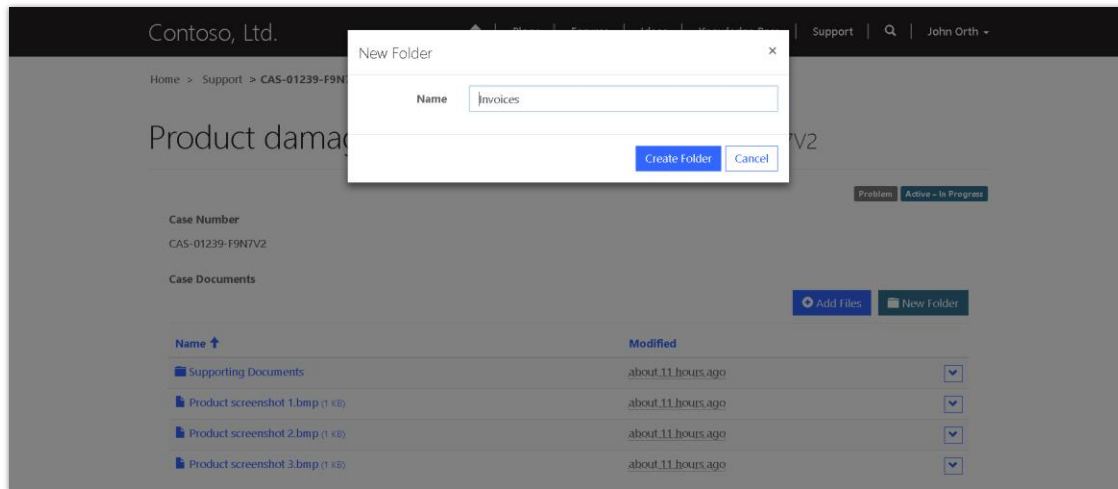 Contoso, Ltd.
Support
John Orth
New Folder
×
Home > Support > CAS-01239-F9N
Name
Invoices
Product damag
7V2
Create Folder
Cancel
Problem
Active – In Progress
Case Number
CAS-01239-F9N7V2
Case Documents
Add Files
New Folder
Name
Modified
Supporting Documents
about 11 hours ago
Product screenshot 1.bmp (1 KB)
about 11 hours ago
Product screenshot 2.bmp (1 KB)
about 11 hours ago
Product screenshot 3.bmp (1 KB)
about 11 hours ago